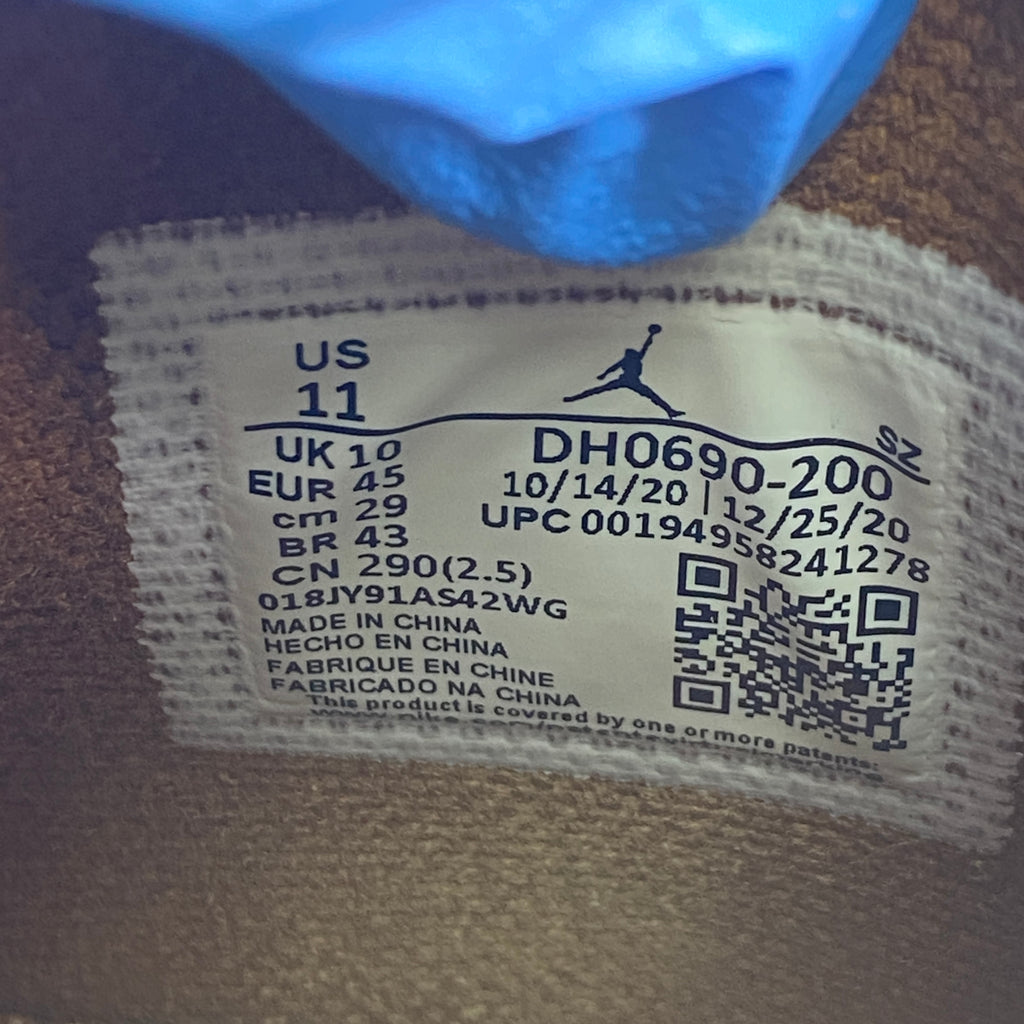 US
11
SZ
UK 10
EUR 45
cm 29
BR 43
CN 290(2.5)
018JY91AS42WG
MADE IN CHINA
HECHO EN CHINA
FABRIQUE EN CHINE
FABRICADO NA CHINA
DH0690-200
10/14/20 | 12/25/20
UPC 00194958241278
This product is covered by one or more patents: